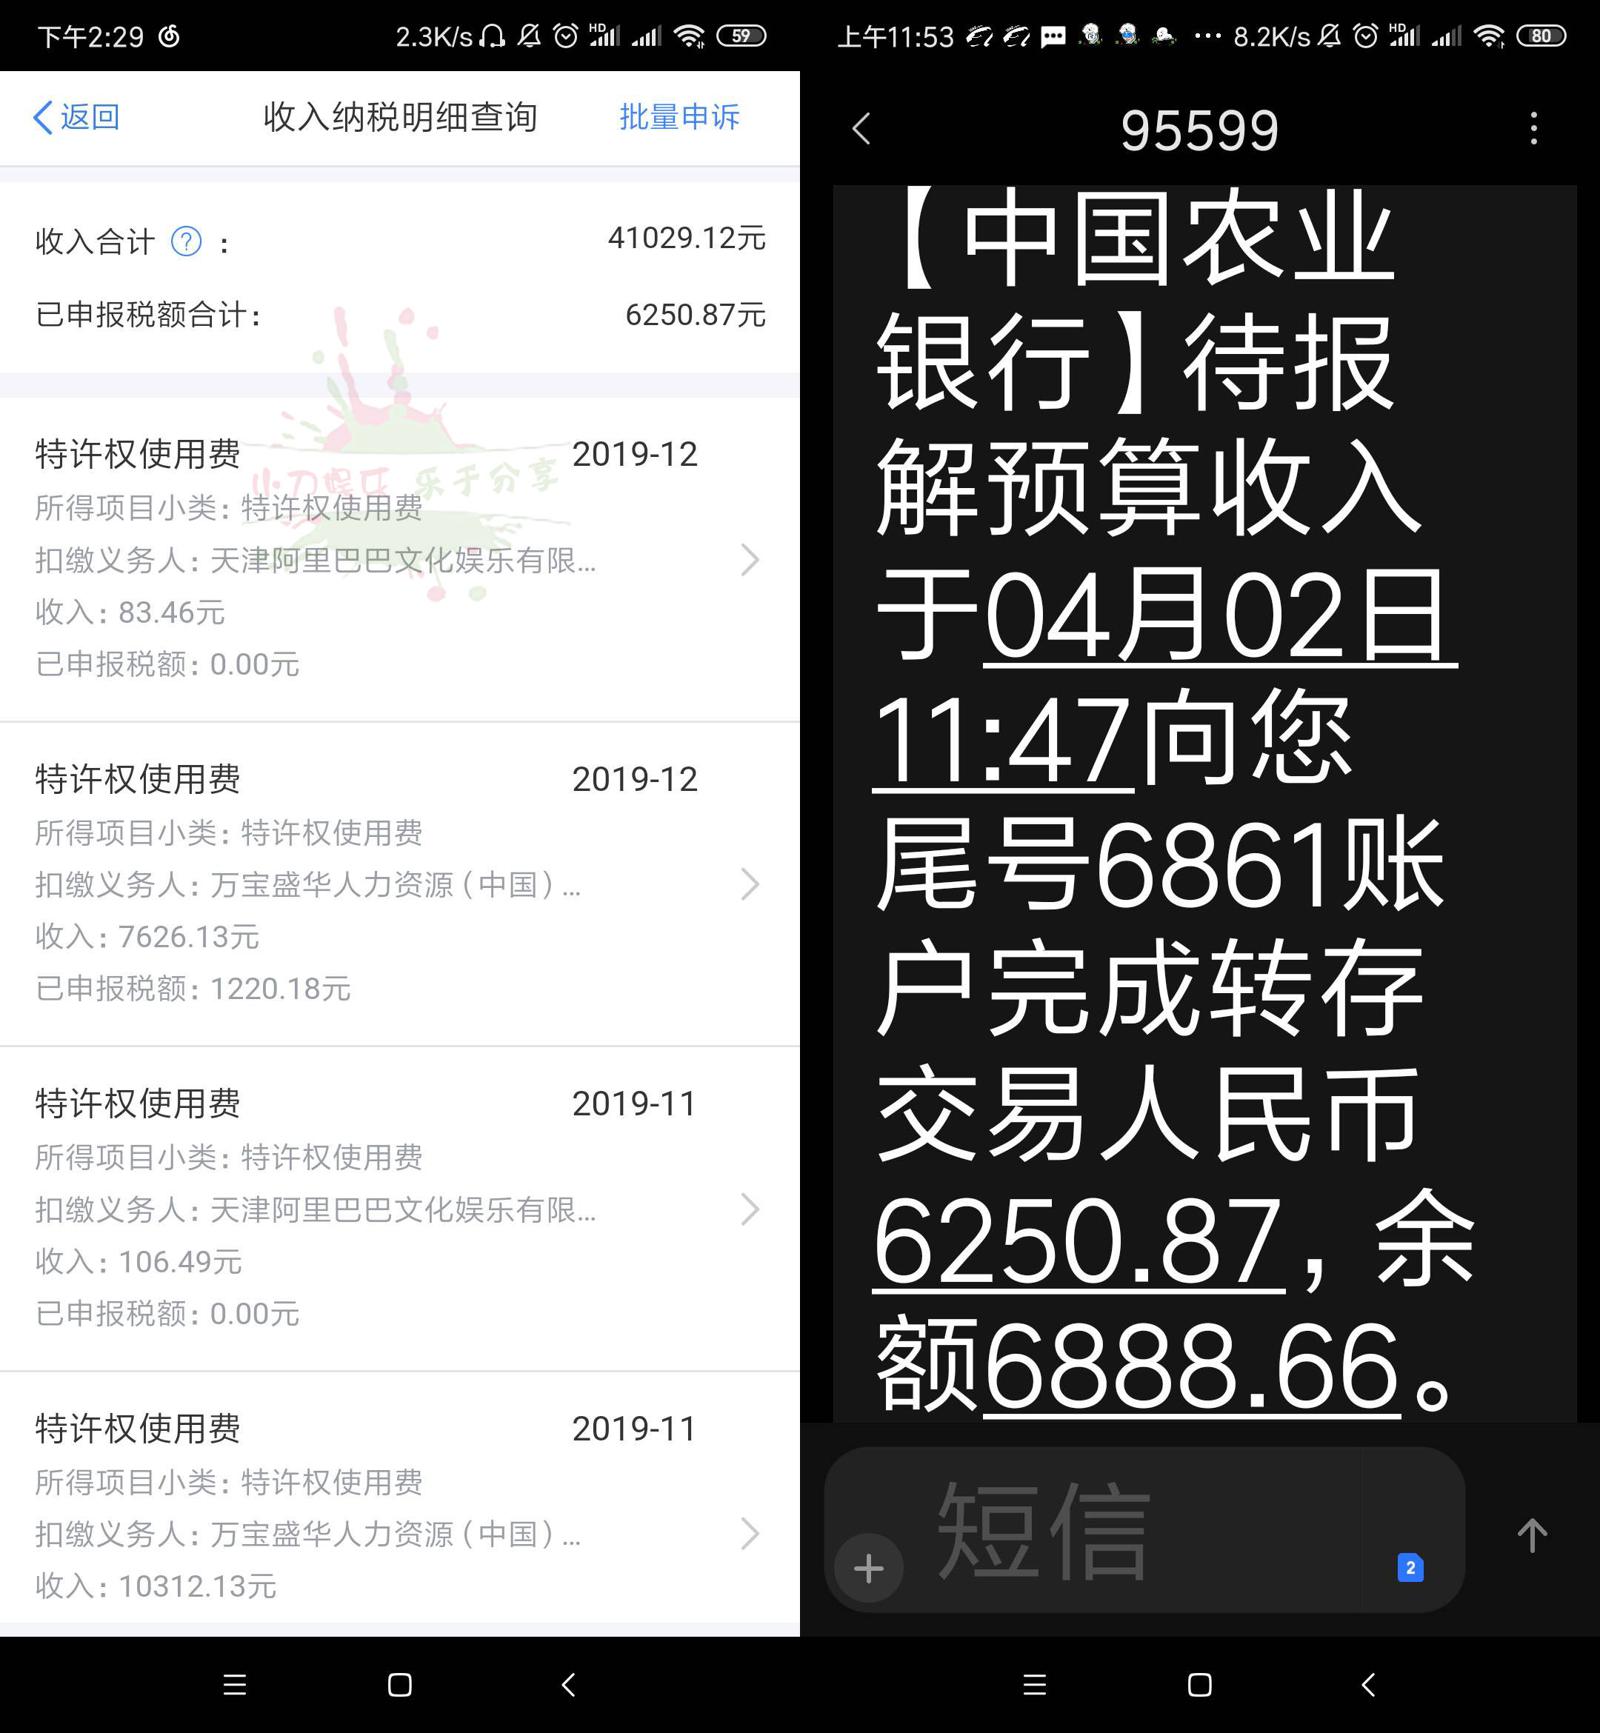 下午2:29
2.3K/s
HD
59
返回
收入纳税明细查询
批量申诉
收入合计 ? :
41029.12元
已申报税额合计:
6250.87元
小刀娱乐 乐于分享
特许权使用费
2019-12
所得项目小类: 特许权使用费
扣缴义务人: 天津阿里巴巴文化娱乐有限...
收入: 83.46元
已申报税额: 0.00元
特许权使用费
2019-12
所得项目小类: 特许权使用费
扣缴义务人: 万宝盛华人力资源(中国)...
收入: 7626.13元
已申报税额: 1220.18元
特许权使用费
2019-11
所得项目小类: 特许权使用费
扣缴义务人: 天津阿里巴巴文化娱乐有限...
收入: 106.49元
已申报税额: 0.00元
特许权使用费
2019-11
所得项目小类: 特许权使用费
扣缴义务人: 万宝盛华人力资源(中国)...
收入: 10312.13元
上午11:53
8.2K/s
HD
80
95599
【中国农业
银行】待报
解预算收入
于04月02日
11:47向您
尾号6861账
户完成转存
交易人民币
6250.87，余
额6888.66。
短信
2